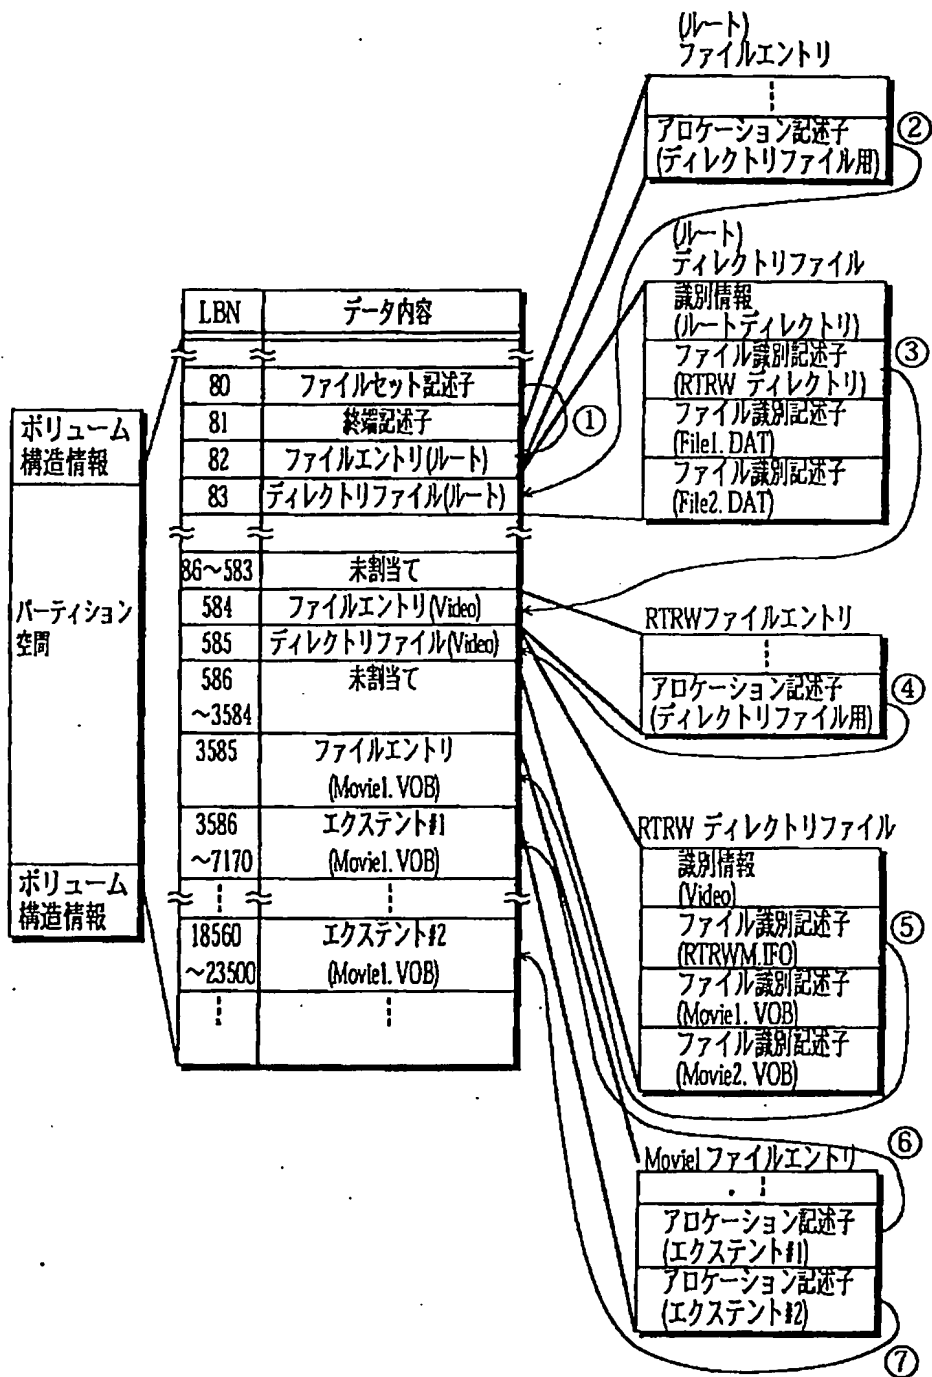 (ルート)
ファイルエントリ
アロケーション記述子
(ディレクトリファイル用)
②
(ルート)
ディレクトリファイル
識別情報
(ルートディレクトリ)
ファイル識別記述子
(RTRW ディレクトリ)
③
ファイル識別記述子
(File1. DAT)
ファイル識別記述子
(File2. DAT)
ボリューム
構造情報
パーティション
空間
ボリューム
構造情報
LBN データ内容
80 ファイルセット記述子
81 終端記述子
①
82 ファイルエントリ(ルート)
83 ディレクトリファイル(ルート)
86～583 未割当て
584 ファイルエントリ(Video)
585 ディレクトリファイル(Video)
586 未割当て
～3584
3585 ファイルエントリ
(Movie1. VOB)
3586 エクステント#1
～7170 (Movie1. VOB)
18560 エクステント#2
～23500 (Movie1. VOB)
RTRWファイルエントリ
アロケーション記述子
(ディレクトリファイル用)
④
RTRW ディレクトリファイル
識別情報
(Video)
ファイル識別記述子
(RTRWM.IFO)
⑤
ファイル識別記述子
(Movie1. VOB)
ファイル識別記述子
(Movie2. VOB)
⑥
Movie1ファイルエントリ
アロケーション記述子
(エクステント#1)
アロケーション記述子
(エクステント#2)
⑦